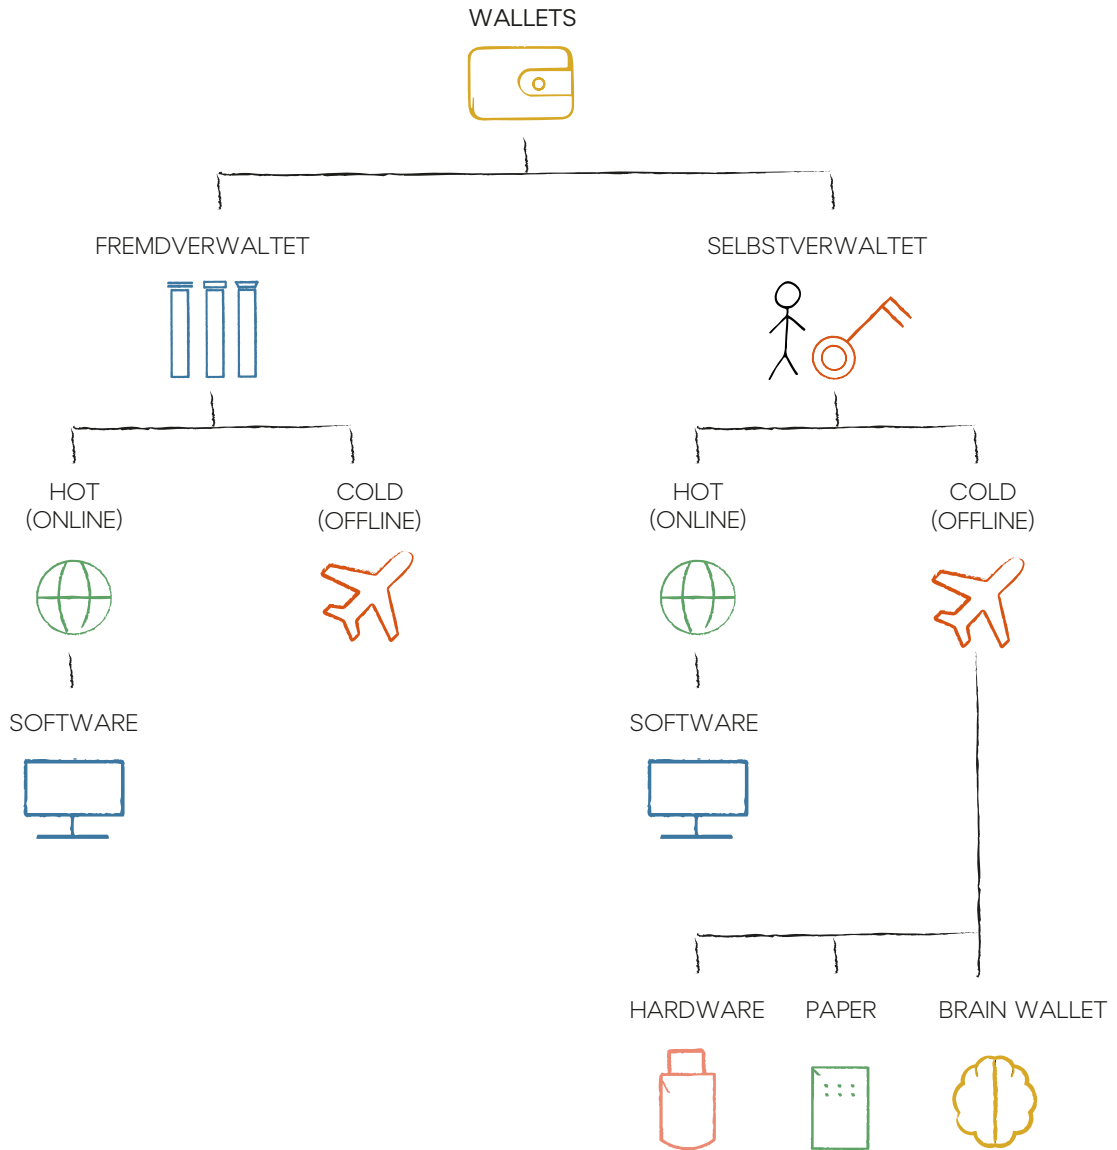 WALLETS
FREMDVERWALTET
SELBSTVERWALTET
HOT
(ONLINE)
COLD
(OFFLINE)
HOT
(ONLINE)
COLD
(OFFLINE)
SOFTWARE
SOFTWARE
HARDWARE
PAPER
BRAIN WALLET